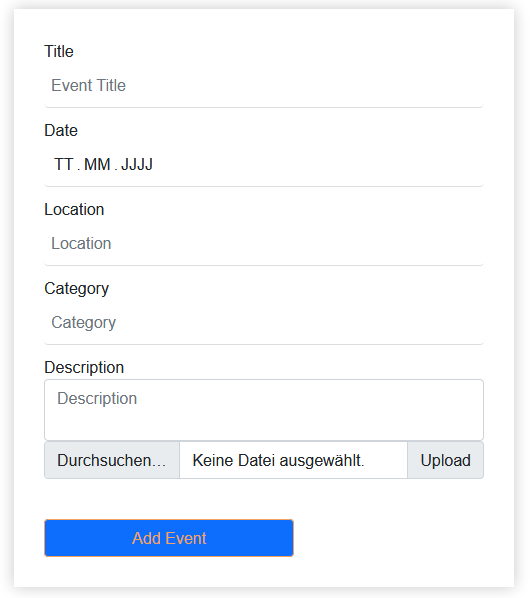 Title
Event Title
Date
TT . MM . JJJJ
Location
Location
Category
Category
Description
Description
Durchsuchen… Keine Datei ausgewählt. Upload
Add Event